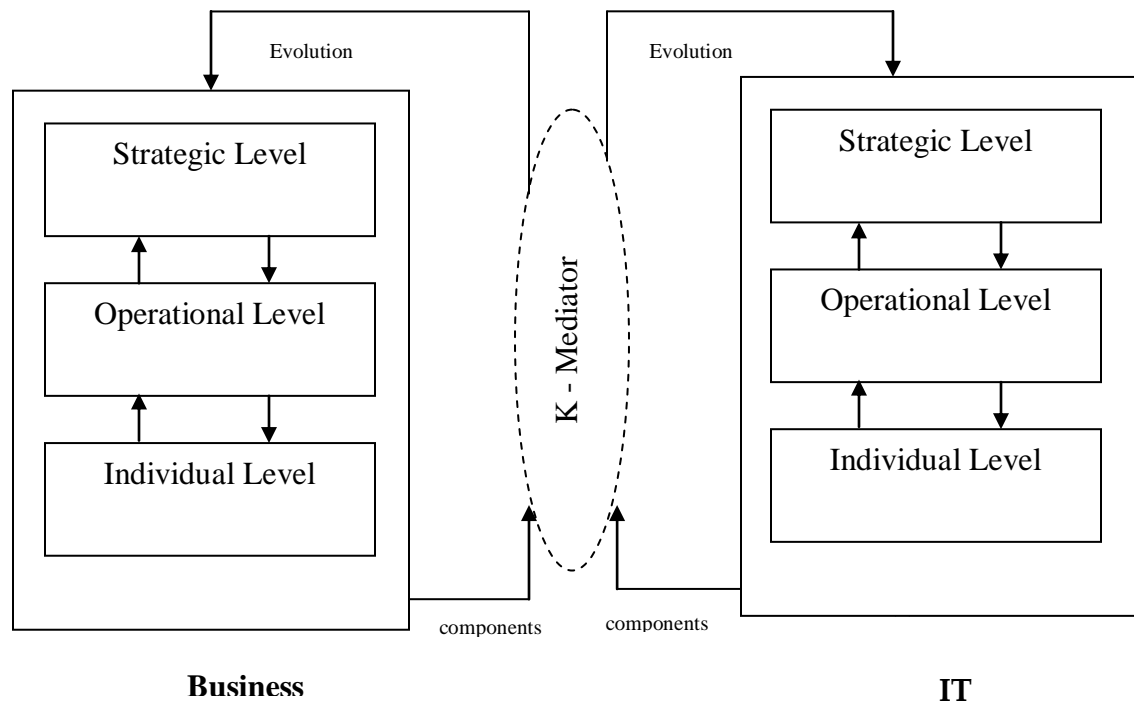 Evolution
Evolution
Strategic Level
Operational Level
Individual Level
K - Mediator
Strategic Level
Operational Level
Individual Level
components
components
Business
IT